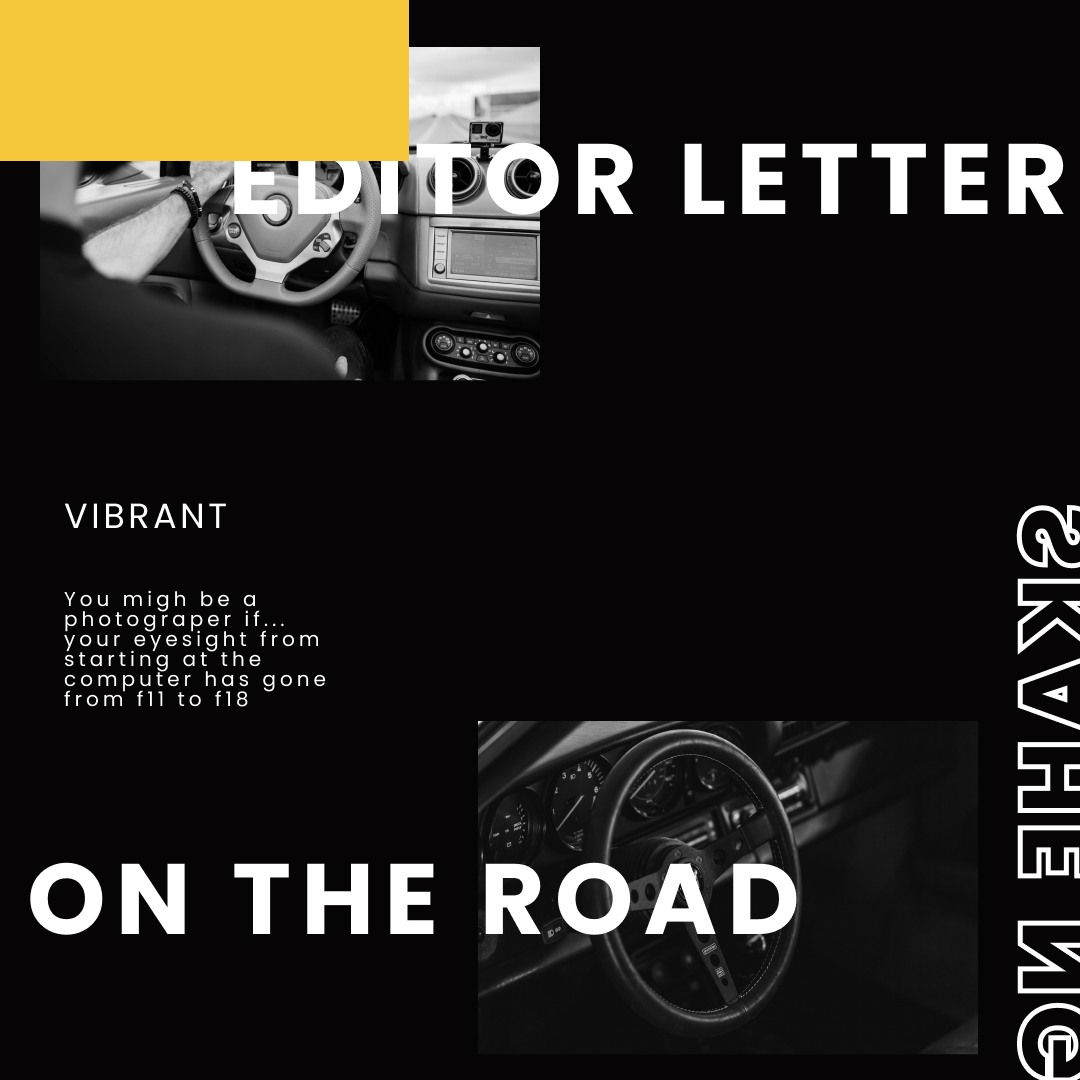 EDITOR LETTER
VIBRANT
You migh be a
photograper if...
your eyesight from
starting at the
computer has gone
from f11 to f18
ON THE ROAD